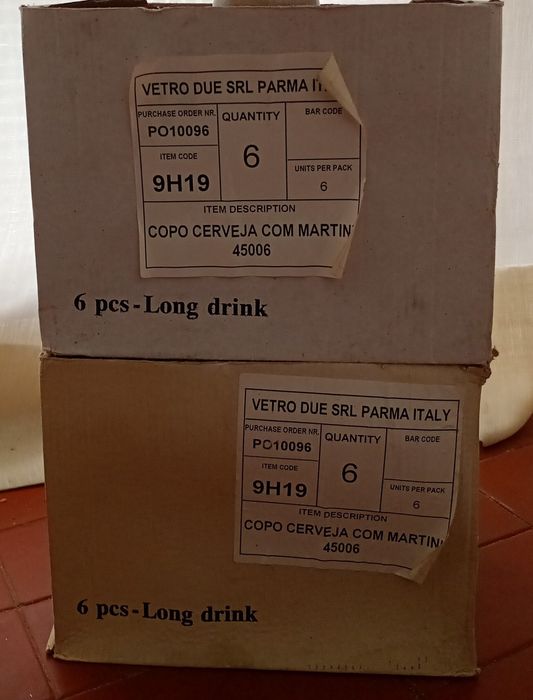 VETRO DUE SRL PARMA IT
PURCHASE ORDER NR.
PO10096
QUANTITY
6
BAR CODE
ITEM CODE
9H19
UNITS PER PACK
6
ITEM DESCRIPTION
COPO CERVEJA COM MARTIN
45006
6 pcs-Long drink
VETRO DUE SRL PARMA ITALY
PURCHASE ORDER NR.
PO10096
QUANTITY
6
BAR CODE
ITEM CODE
9H19
UNITS PER PACK
6
ITEM DESCRIPTION
COPO CERVEJA COM MARTIN
45006
6 pcs-Long drink